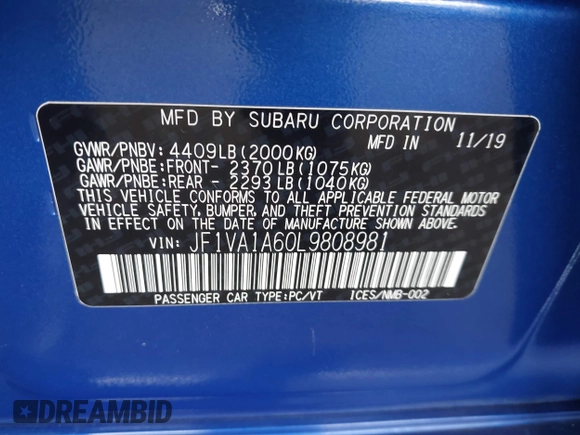 MFD BY SUBARU CORPORATION
GVWR/PNBV: 4409LB(2000KG) MFD IN 11/19
GAWR/PNBE:FRONT- 2370LB(1075KG)
GAWR/PNBE:REAR - 2293LB(1040KG)
THIS VEHICLE CONFORMS TO ALL APPLICABLE FEDERAL MOTOR
VEHICLE SAFETY, BUMPER, AND THEFT PREVENTION STANDARDS
IN EFFECT ON THE DATE OF MANUFACTURE SHOWN ABOVE.
VIN: JF1VA1A60L9808981
PASSENGER CAR TYPE:PC/VT ICES/NMB-002
DREAMBID